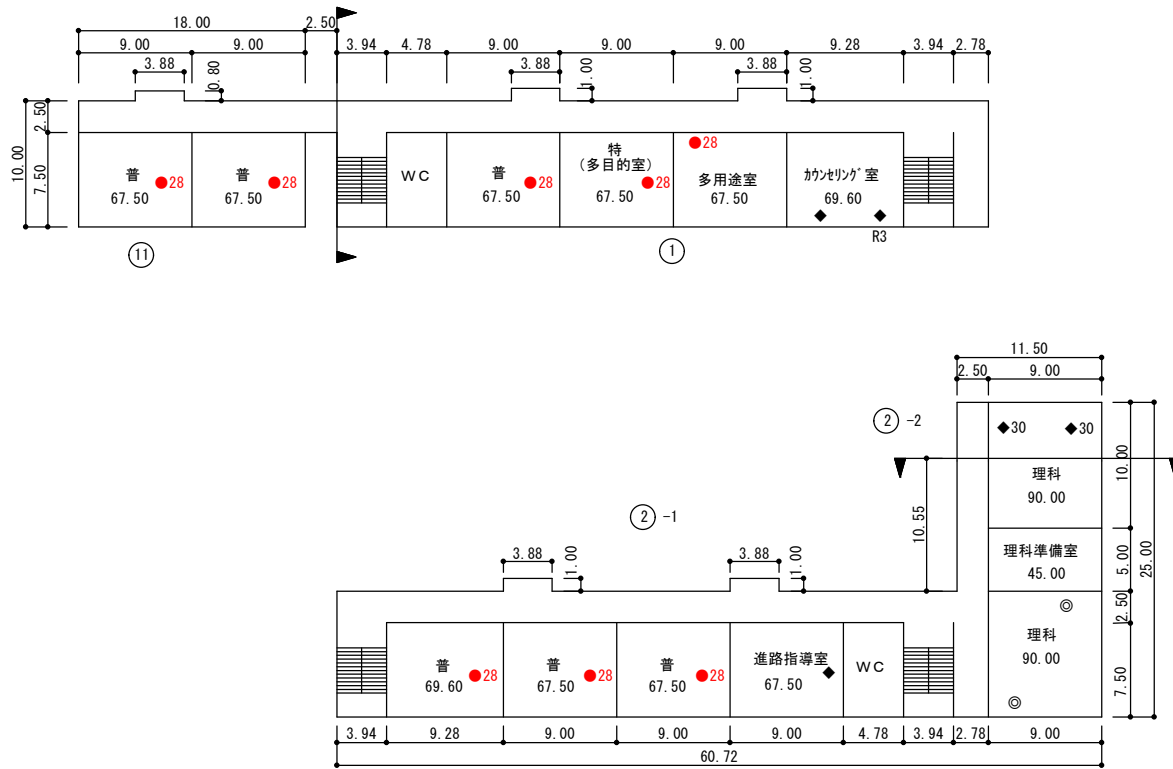 18.00 2.50
9.00 9.00 3.94 4.78 9.00 9.00 9.00 9.28 3.94 2.78
3.88 0.80 3.88 1.00 3.88 1.00
10.00 2.50 7.50
普 67.50 28
普 67.50 28
WC
普 67.50 28
特
(多目的室)
67.50 28
28
多用途室
67.50
カウンセリング室
69.60
R3
11
1
11.50
2.50 9.00
2 -2
30 30
理科
90.00
10.00
10.55
2 -1
理科準備室
45.00
5.00
25.00
3.88 1.00 3.88 1.00
2.50
理科
90.00
7.50
普
69.60 28
普
67.50 28
普
67.50 28
進路指導室
67.50
WC
3.94 9.28 9.00 9.00 9.00 4.78 3.94 2.78 9.00
60.72